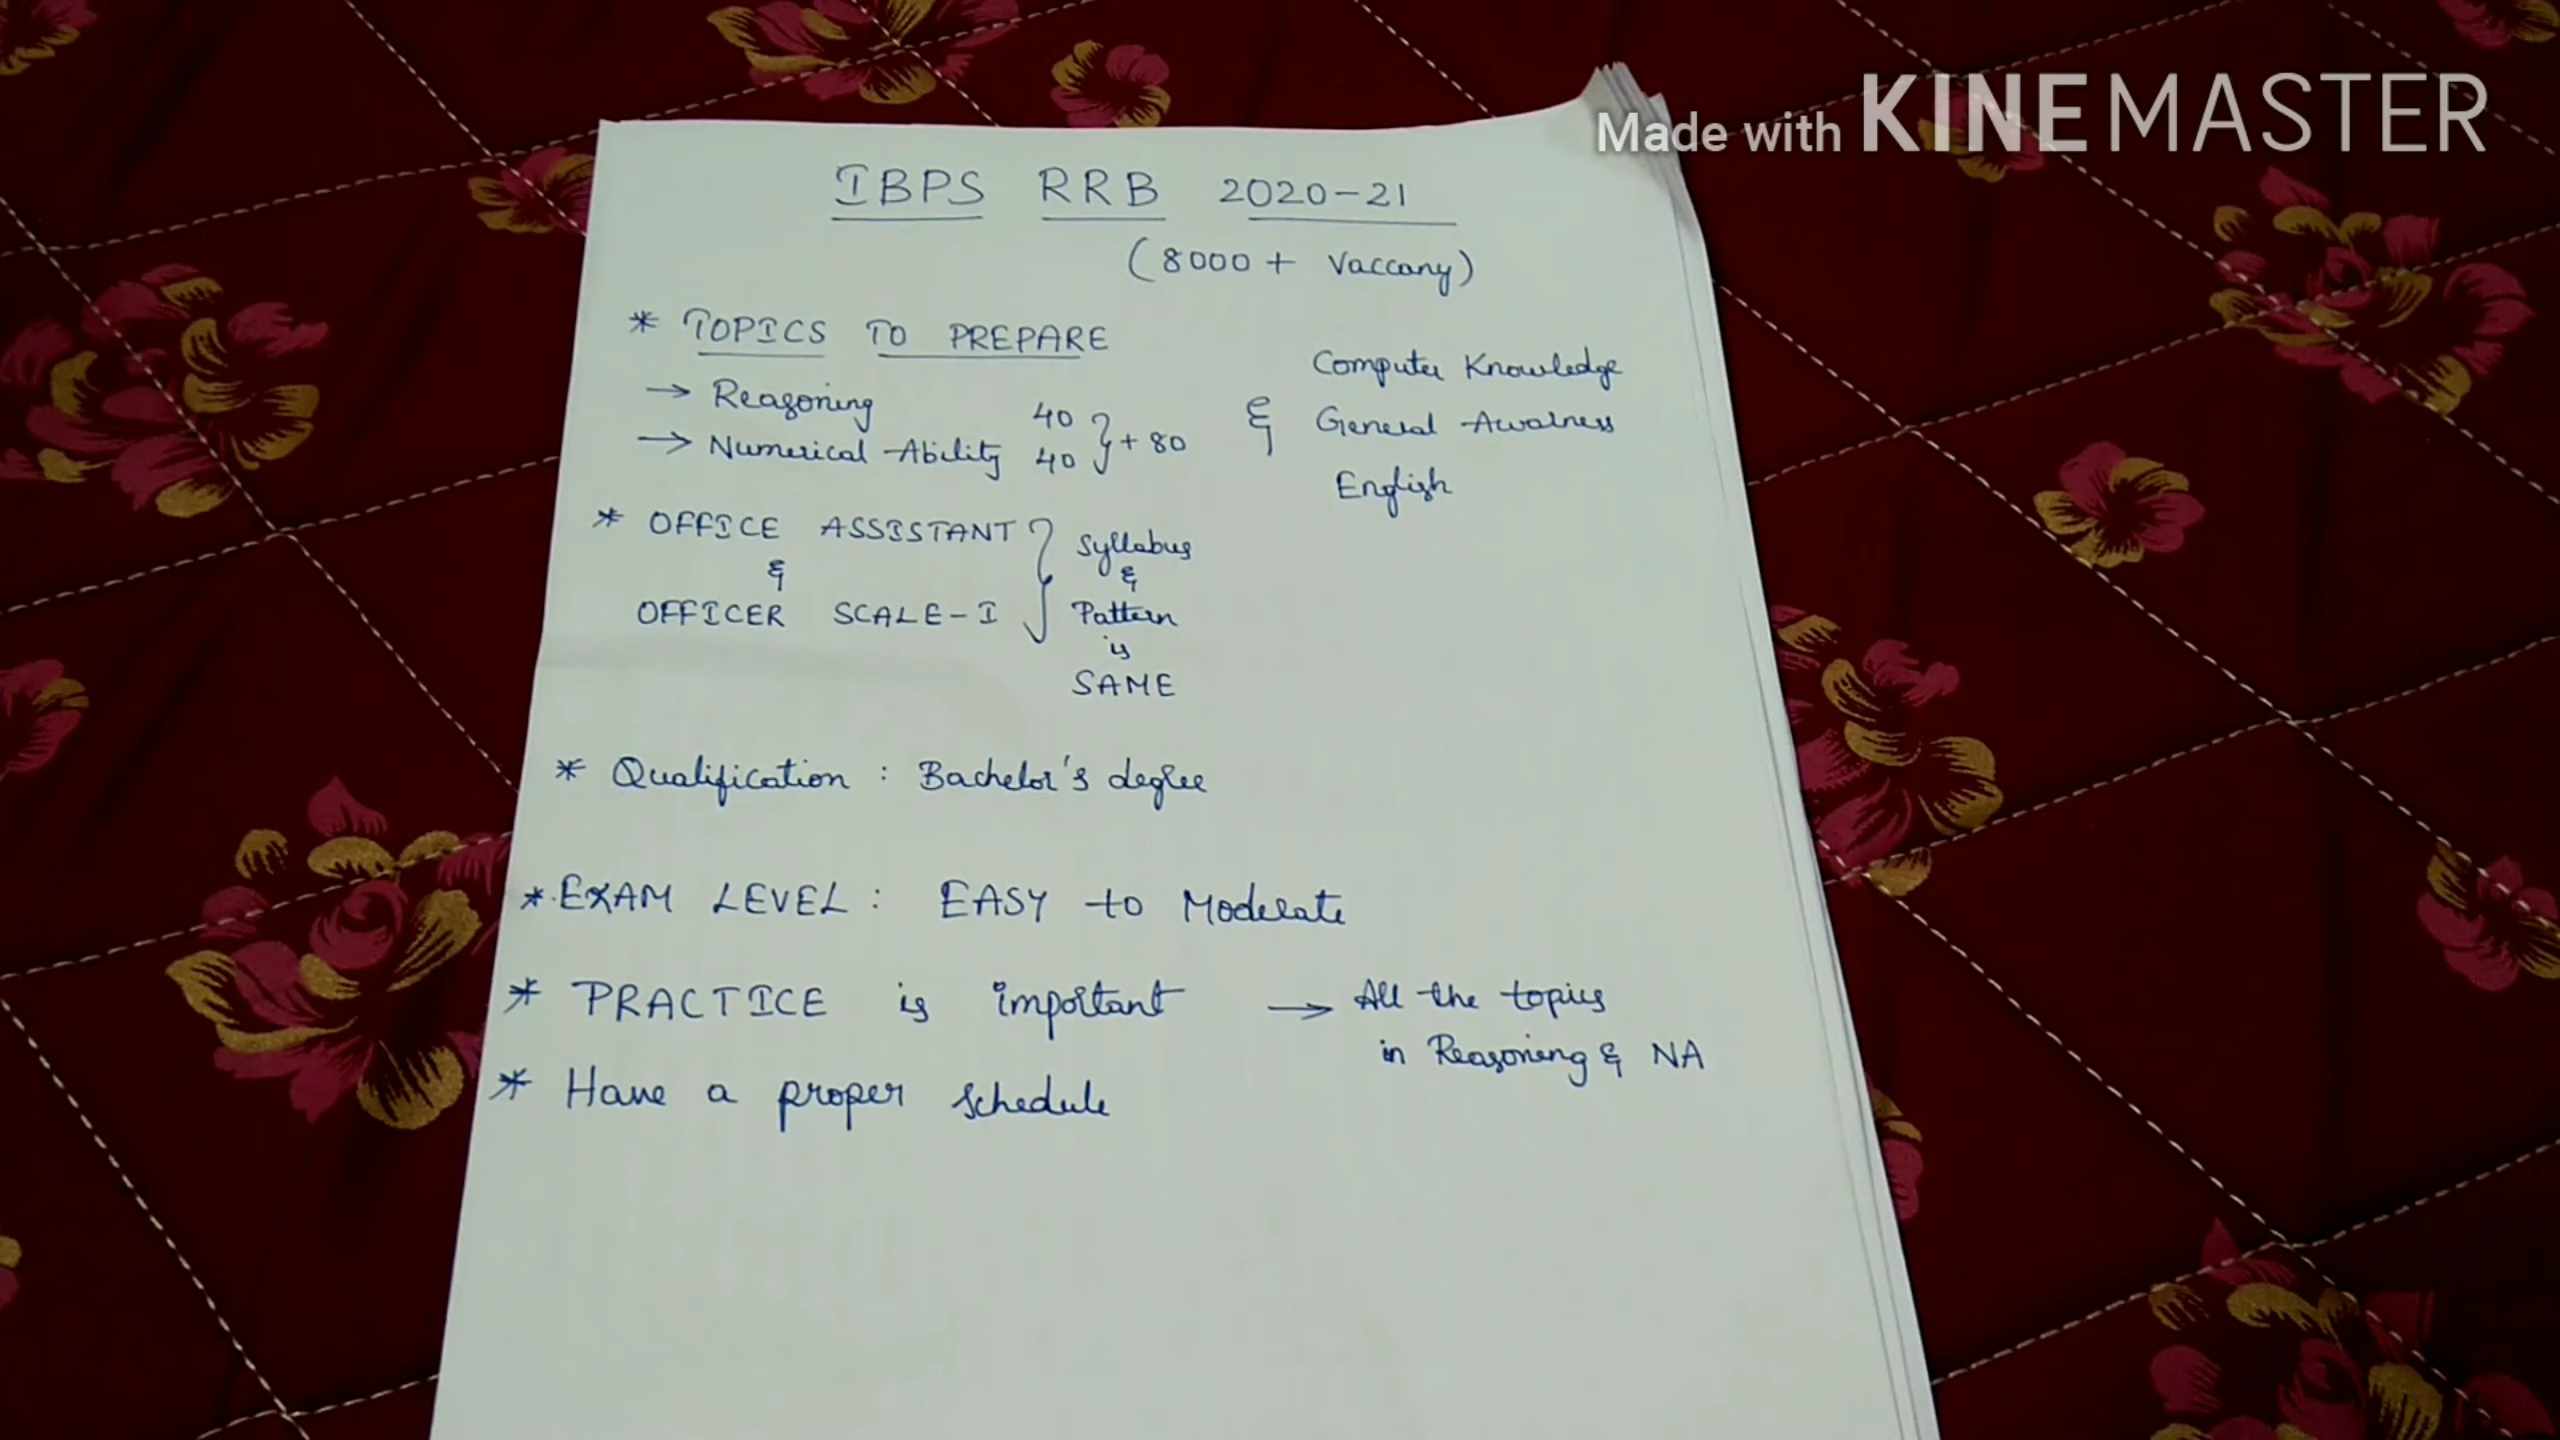 Made with KINEMASTER
IBPS RRB 2020-21
(8000+ Vaccany)
* TOPICS TO PREPARE
→ Reasoning 40
→ Numerical Ability 40 } + 80
& Computer Knowledge
General Awarness
English
* OFFICE ASSISTANT
&
OFFICER SCALE-I
} Syllabus
&
Pattern
is
SAME
* Qualification : Bachelor's degree
* EXAM LEVEL : EASY to Moderate
* PRACTICE is important → All the topics
in Reasoning & NA
* Have a proper schedule